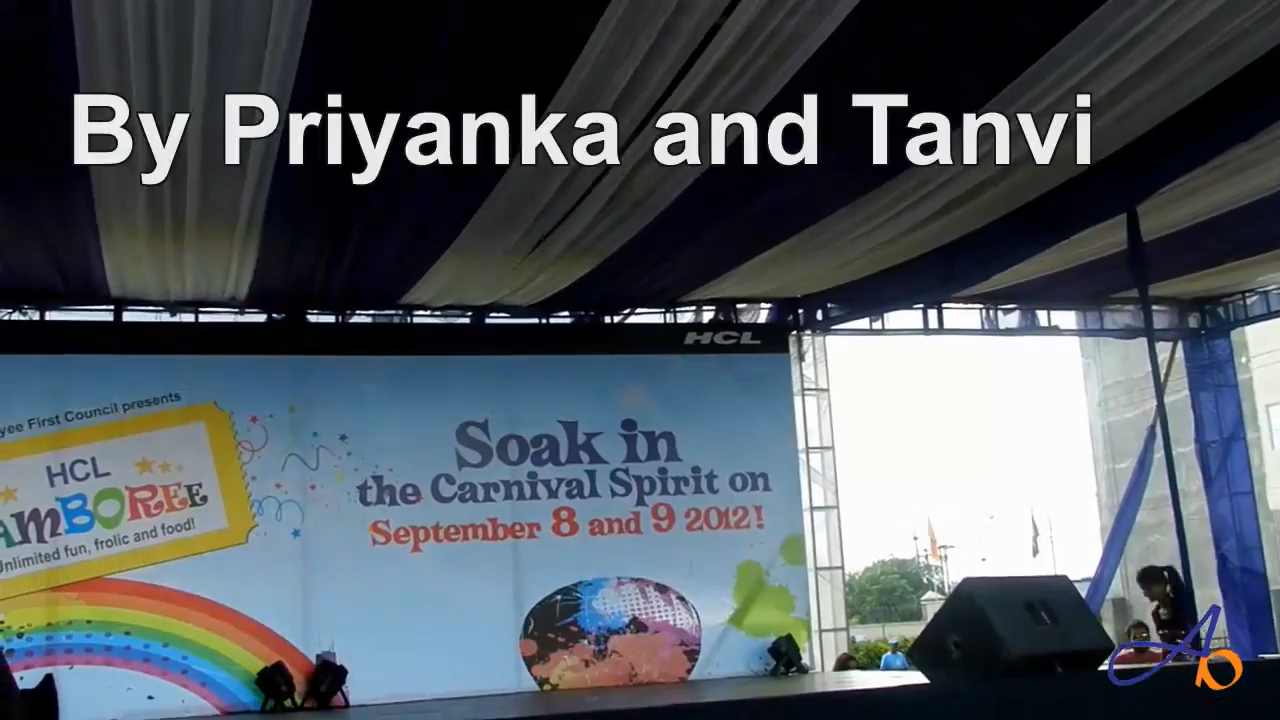 By Priyanka and Tanvi
HCL
yee First Council presents
HCL
AMBOREE
Unlimited fun, frolic and food!
Soak in
the Carnival Spirit on
September 8 and 9 2012!